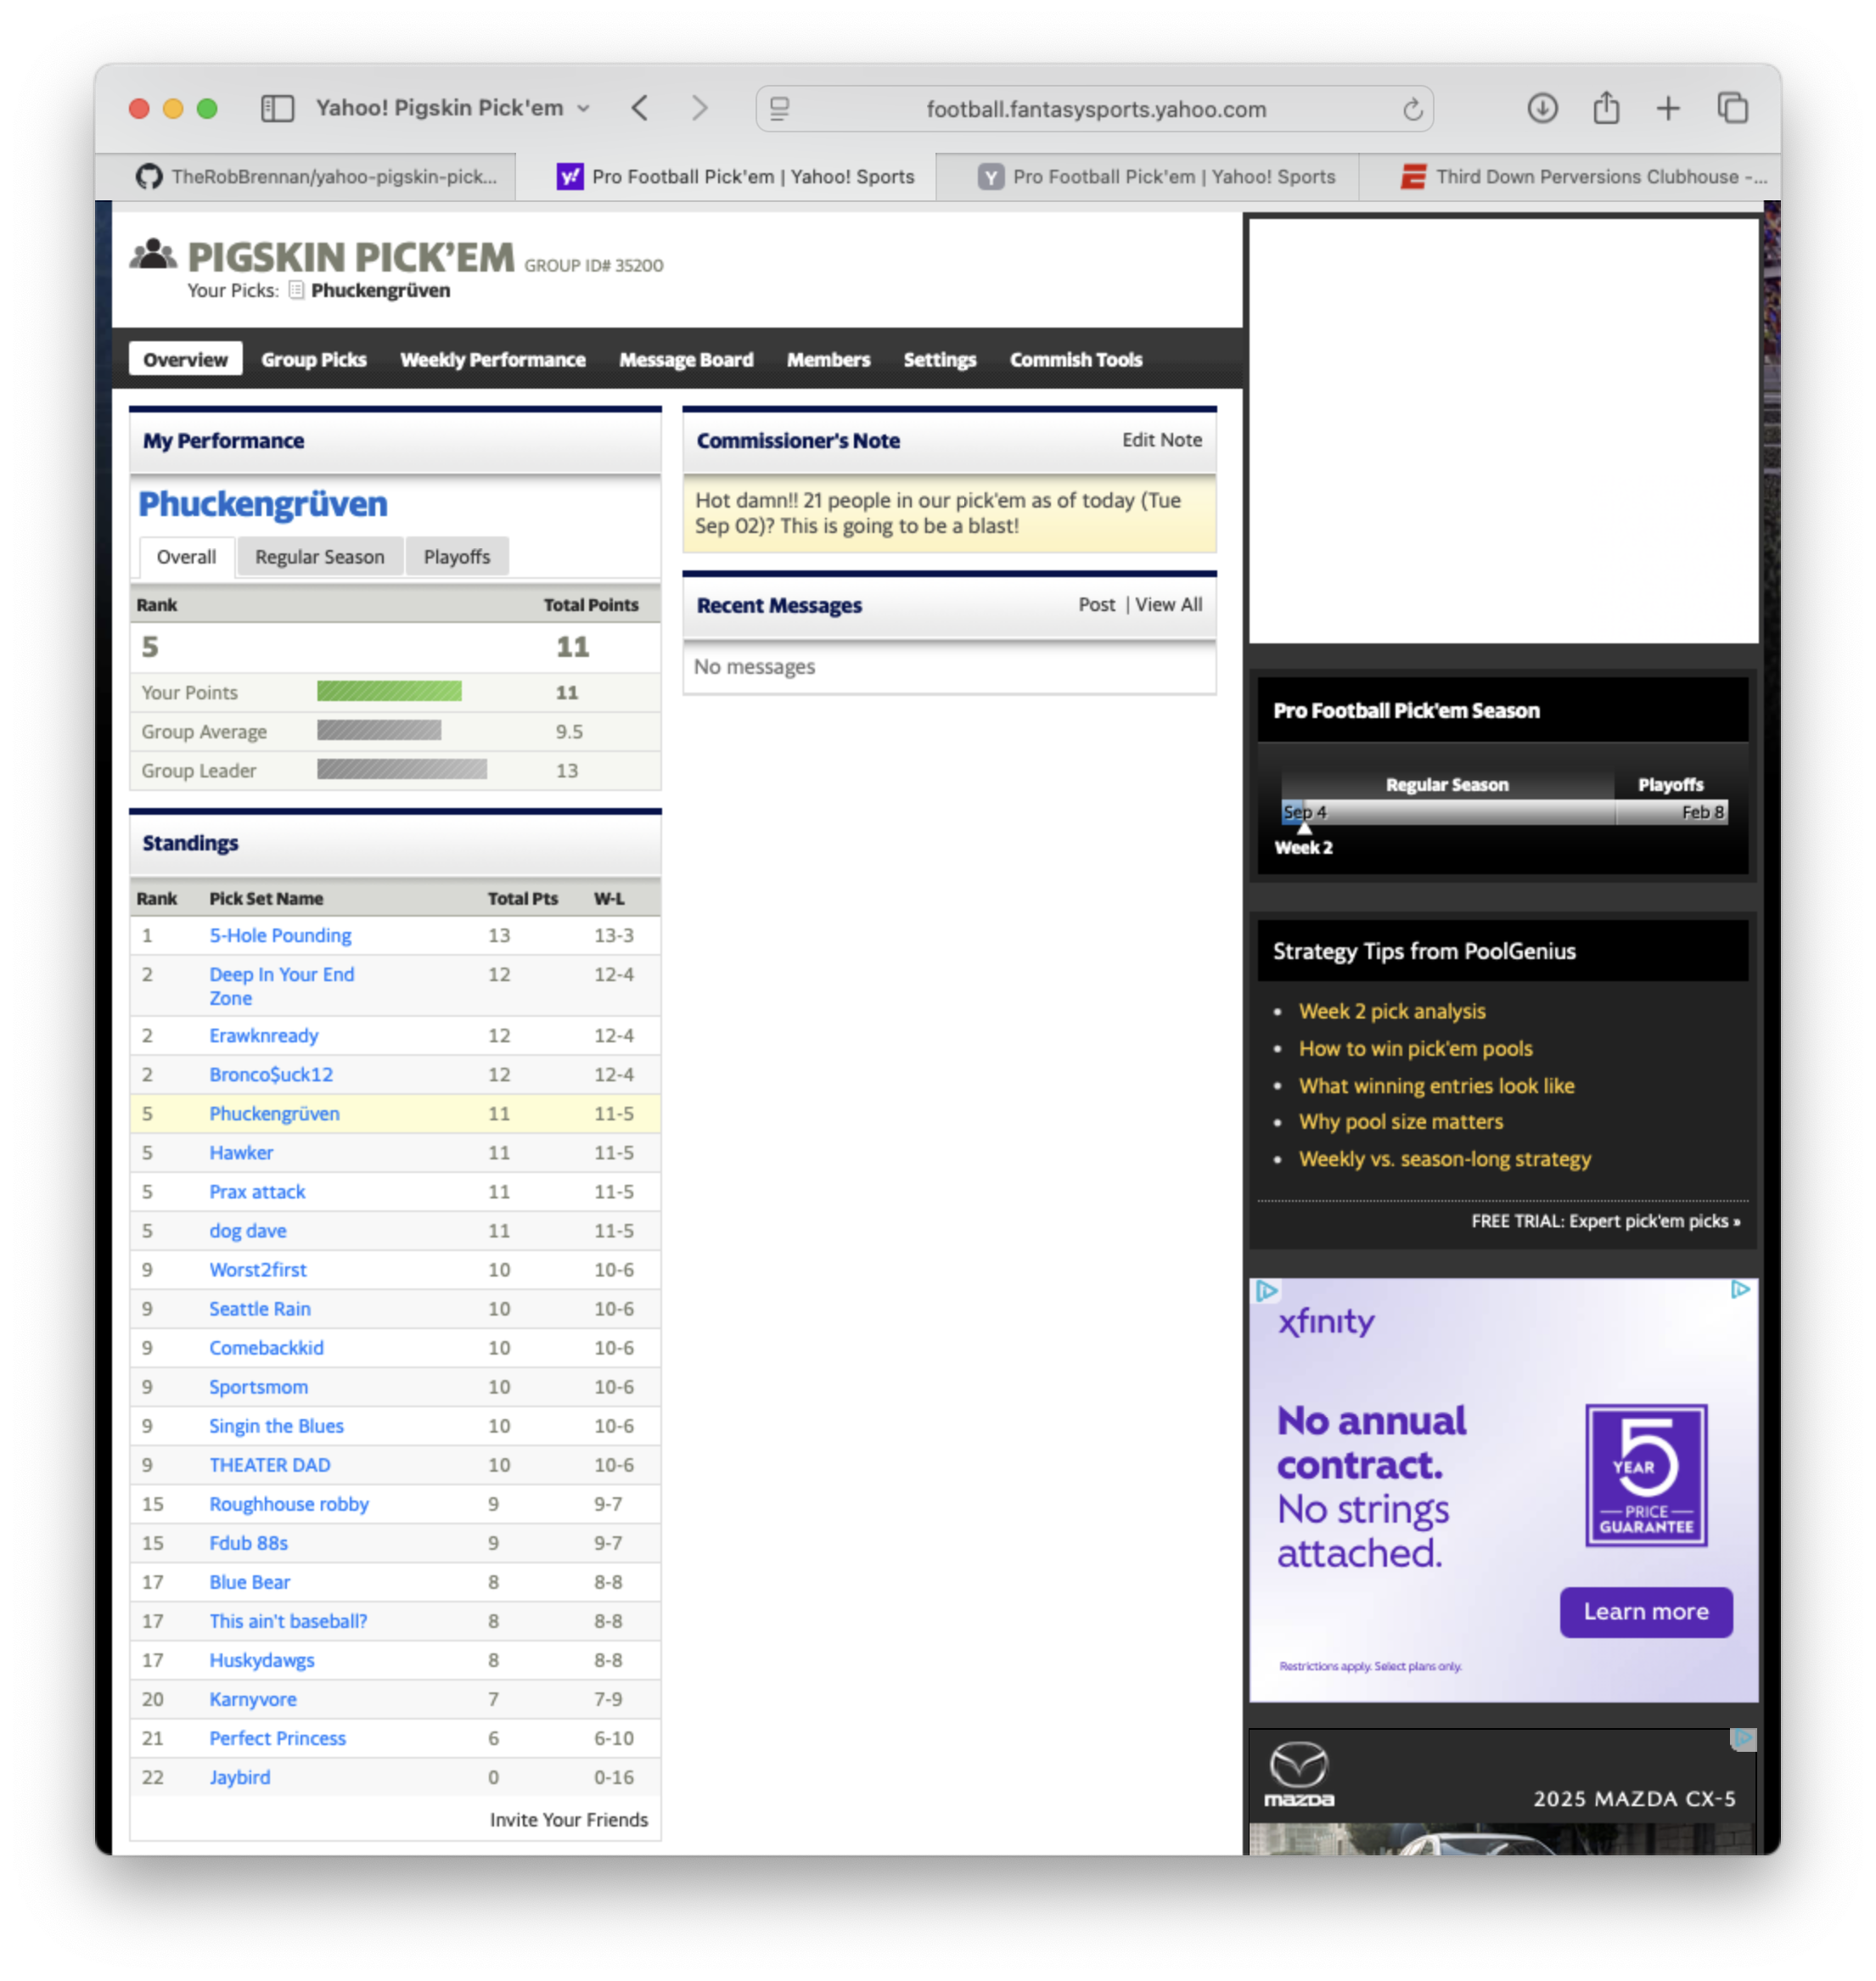 Yahoo! Pigskin Pick'em
football.fantasysports.yahoo.com
TheRobBrennan/yahoo-pigskin-pick...
Pro Football Pick'em | Yahoo! Sports
Pro Football Pick'em | Yahoo! Sports
Third Down Perversions Clubhouse -...
PIGSKIN PICK'EM GROUP ID# 35200
Your Picks: Phuckengrüven
Overview Group Picks Weekly Performance Message Board Members Settings Commish Tools
My Performance
Phuckengrüven
Overall Regular Season Playoffs
Rank Total Points
5 11
Your Points 11
Group Average 9.5
Group Leader 13
Standings
Rank Pick Set Name Total Pts W-L
1 5-Hole Pounding 13 13-3
2 Deep In Your End 12 12-4
Zone
2 Erawknready 12 12-4
2 Bronco$uck12 12 12-4
5 Phuckengrüven 11 11-5
5 Hawker 11 11-5
5 Prax attack 11 11-5
5 dog dave 11 11-5
9 Worst2first 10 10-6
9 Seattle Rain 10 10-6
9 Comebackkid 10 10-6
9 Sportsmom 10 10-6
9 Singin the Blues 10 10-6
9 THEATER DAD 10 10-6
15 Roughhouse robby 9 9-7
15 Fdub 88s 9 9-7
17 Blue Bear 8 8-8
17 This ain't baseball? 8 8-8
17 Huskydawgs 8 8-8
20 Karnyvore 7 7-9
21 Perfect Princess 6 6-10
22 Jaybird 0 0-16
Invite Your Friends
Commissioner's Note Edit Note
Hot damn!! 21 people in our pick'em as of today (Tue
Sep 02)? This is going to be a blast!
Recent Messages Post | View All
No messages
Pro Football Pick'em Season
Regular Season Playoffs
Sep 4 Feb 8
Week 2
Strategy Tips from PoolGenius
• Week 2 pick analysis
• How to win pick'em pools
• What winning entries look like
• Why pool size matters
• Weekly vs. season-long strategy
FREE TRIAL: Expert pick'em picks »
xfinity
No annual
contract.
No strings
attached.
5
YEAR
PRICE
GUARANTEE
Learn more
Restrictions apply. Select plans only.
mazda
2025 MAZDA CX-5